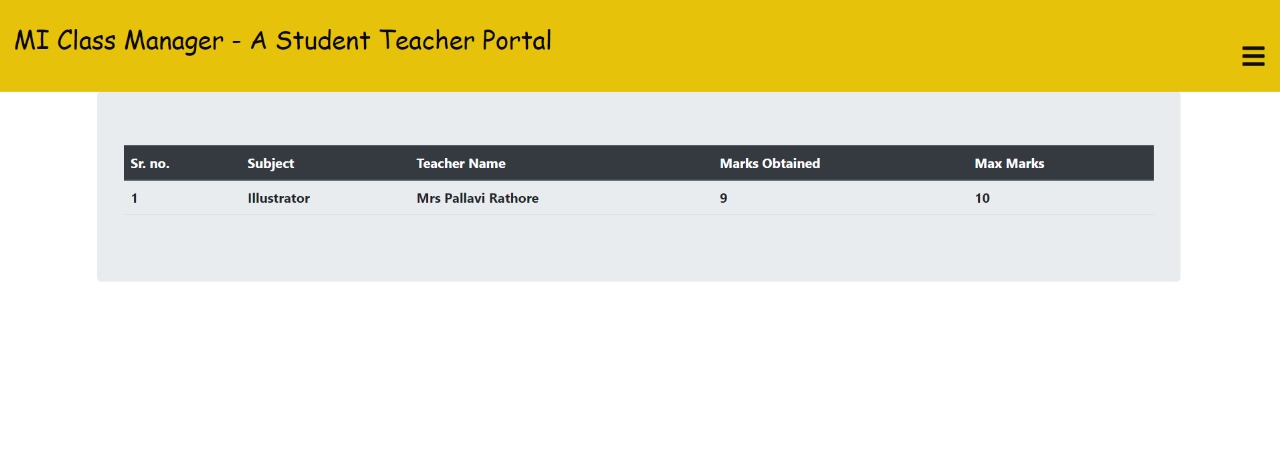 MI Class Manager - A Student Teacher Portal
Sr. no. Subject Teacher Name Marks Obtained Max Marks
1 Illustrator Mrs Pallavi Rathore 9 10